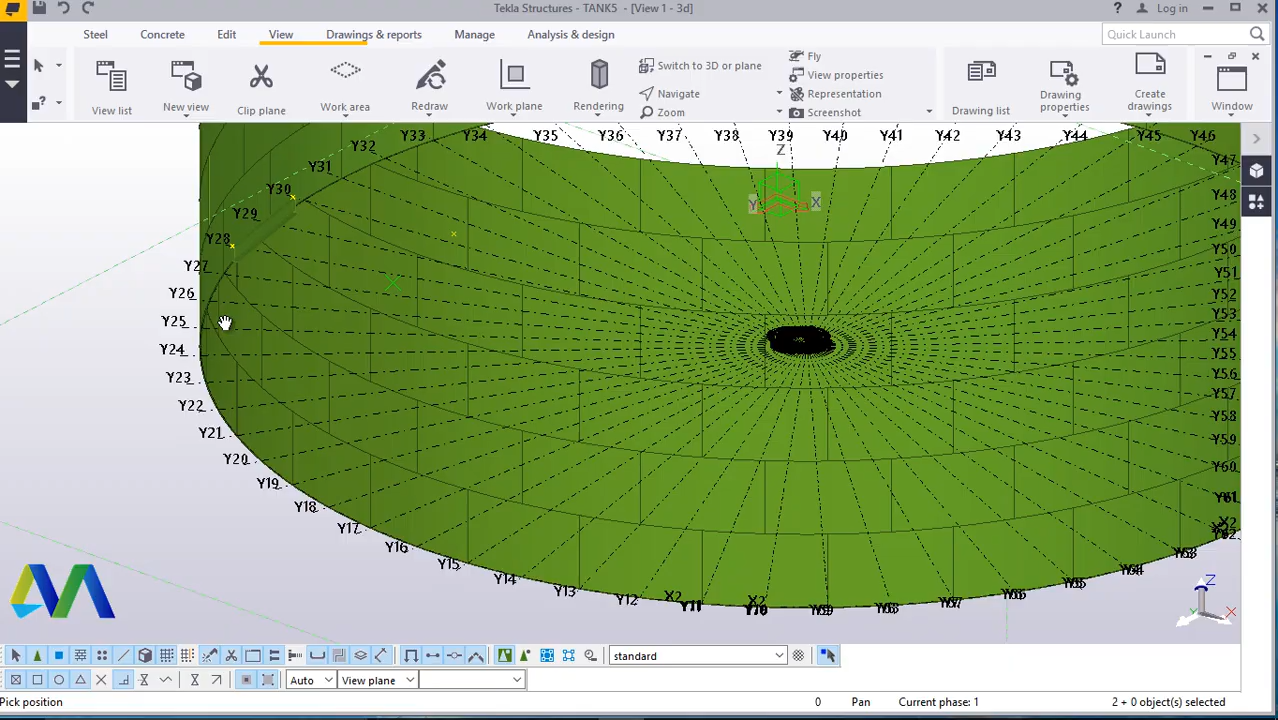 Tekla Structures - TANK5 - [View 1 - 3d]
? Log in
Steel Concrete Edit View Drawings & reports Manage Analysis & design
Quick Launch
View list
New view
Clip plane
Work area
Redraw
Work plane
Rendering
Switch to 3D or plane
Navigate
Zoom
Fly
View properties
Representation
Screenshot
Drawing list
Drawing properties
Create drawings
Window
Y32 Y33 Y34 Y35 Y36 Y37 Y38 Y39 Y40 Y41 Y42 Y43 Y44 Y45 Y46
Z
Y31
Y47
Y30
Y48
Y X
Y29
Y49
Y28
Y50
Y27
Y51
Y26
Y52
Y25
Y53
Y54
Y24
Y55
Y23
Y56
Y22
Y57
Y21
Y58
Y59
Y20
Y60
Y19
Y61
Y18
Y17
X2
Y16
Y15
Y14
Y13
Y12
X2
Y11
X2
Y10
Z
Y X
standard
Auto
View plane
Pick position
0
Pan
Current phase: 1
2 + 0 object(s) selected